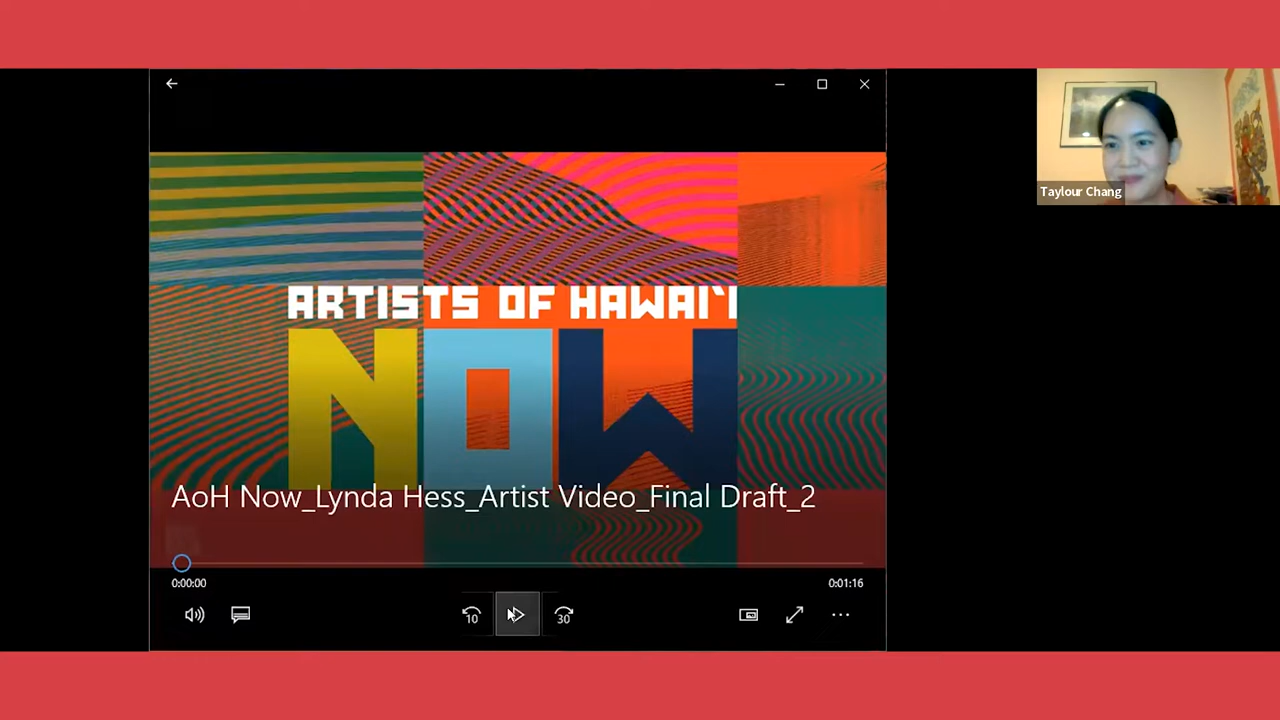 Taylour Chang
ARTISTS OF HAWAI‘I
NOW
AoH Now_Lynda Hess_Artist Video_Final Draft_2
0:00:00
0:01:16
10
30